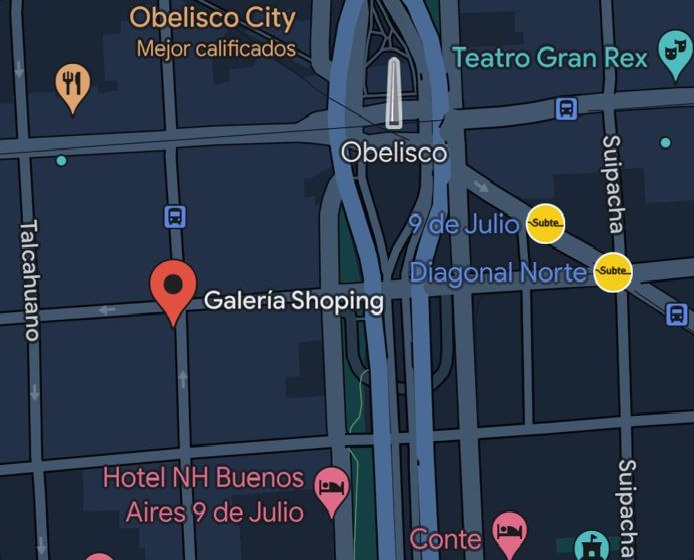 Obelisco City
Mejor calificados
Teatro Gran Rex
Obelisco
Suipacha
Talcahuano
9 de Julio
Subte...
Diagonal Norte
Subte...
Galería Shoping
Hotel NH Buenos
Aires 9 de Julio
Suipacha
Conte